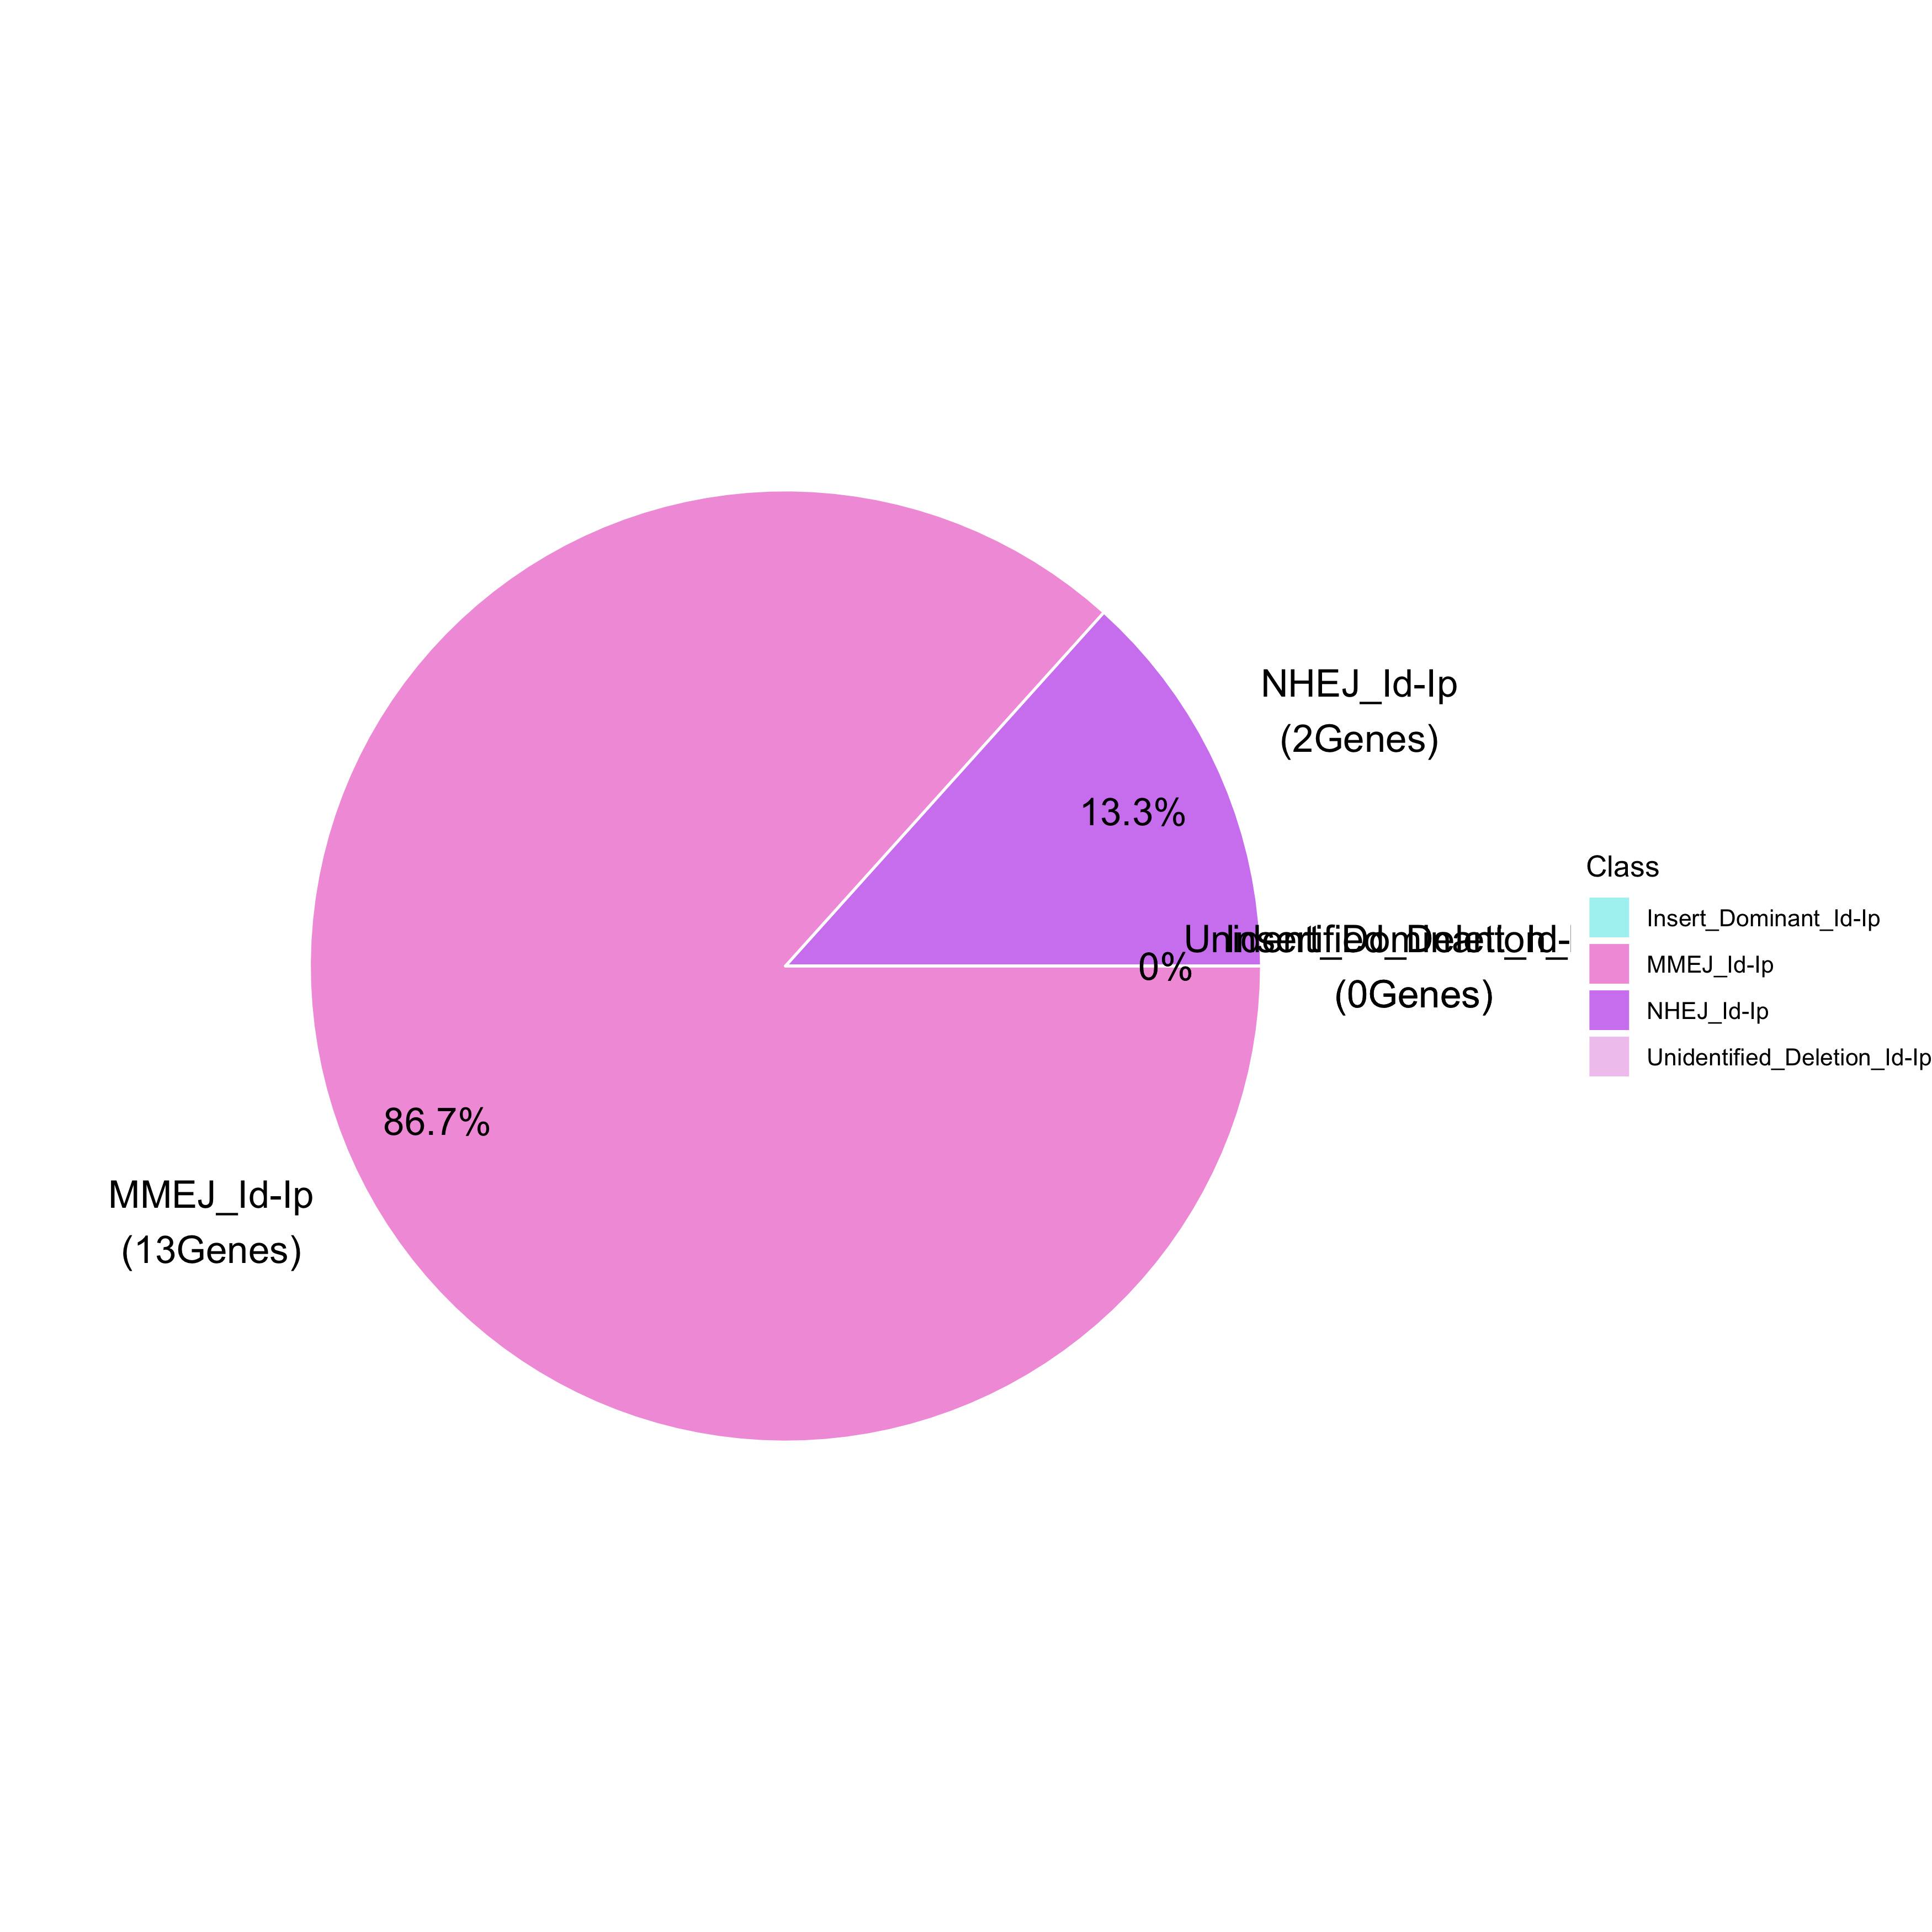 NHEJ_Id-Ip
(2Genes)
13.3%
0%
(0Genes)
86.7%
MMEJ_Id-Ip
(13Genes)
Class
Insert_Dominant_Id-Ip
MMEJ_Id-Ip
NHEJ_Id-Ip
Unidentified_Deletion_Id-Ip